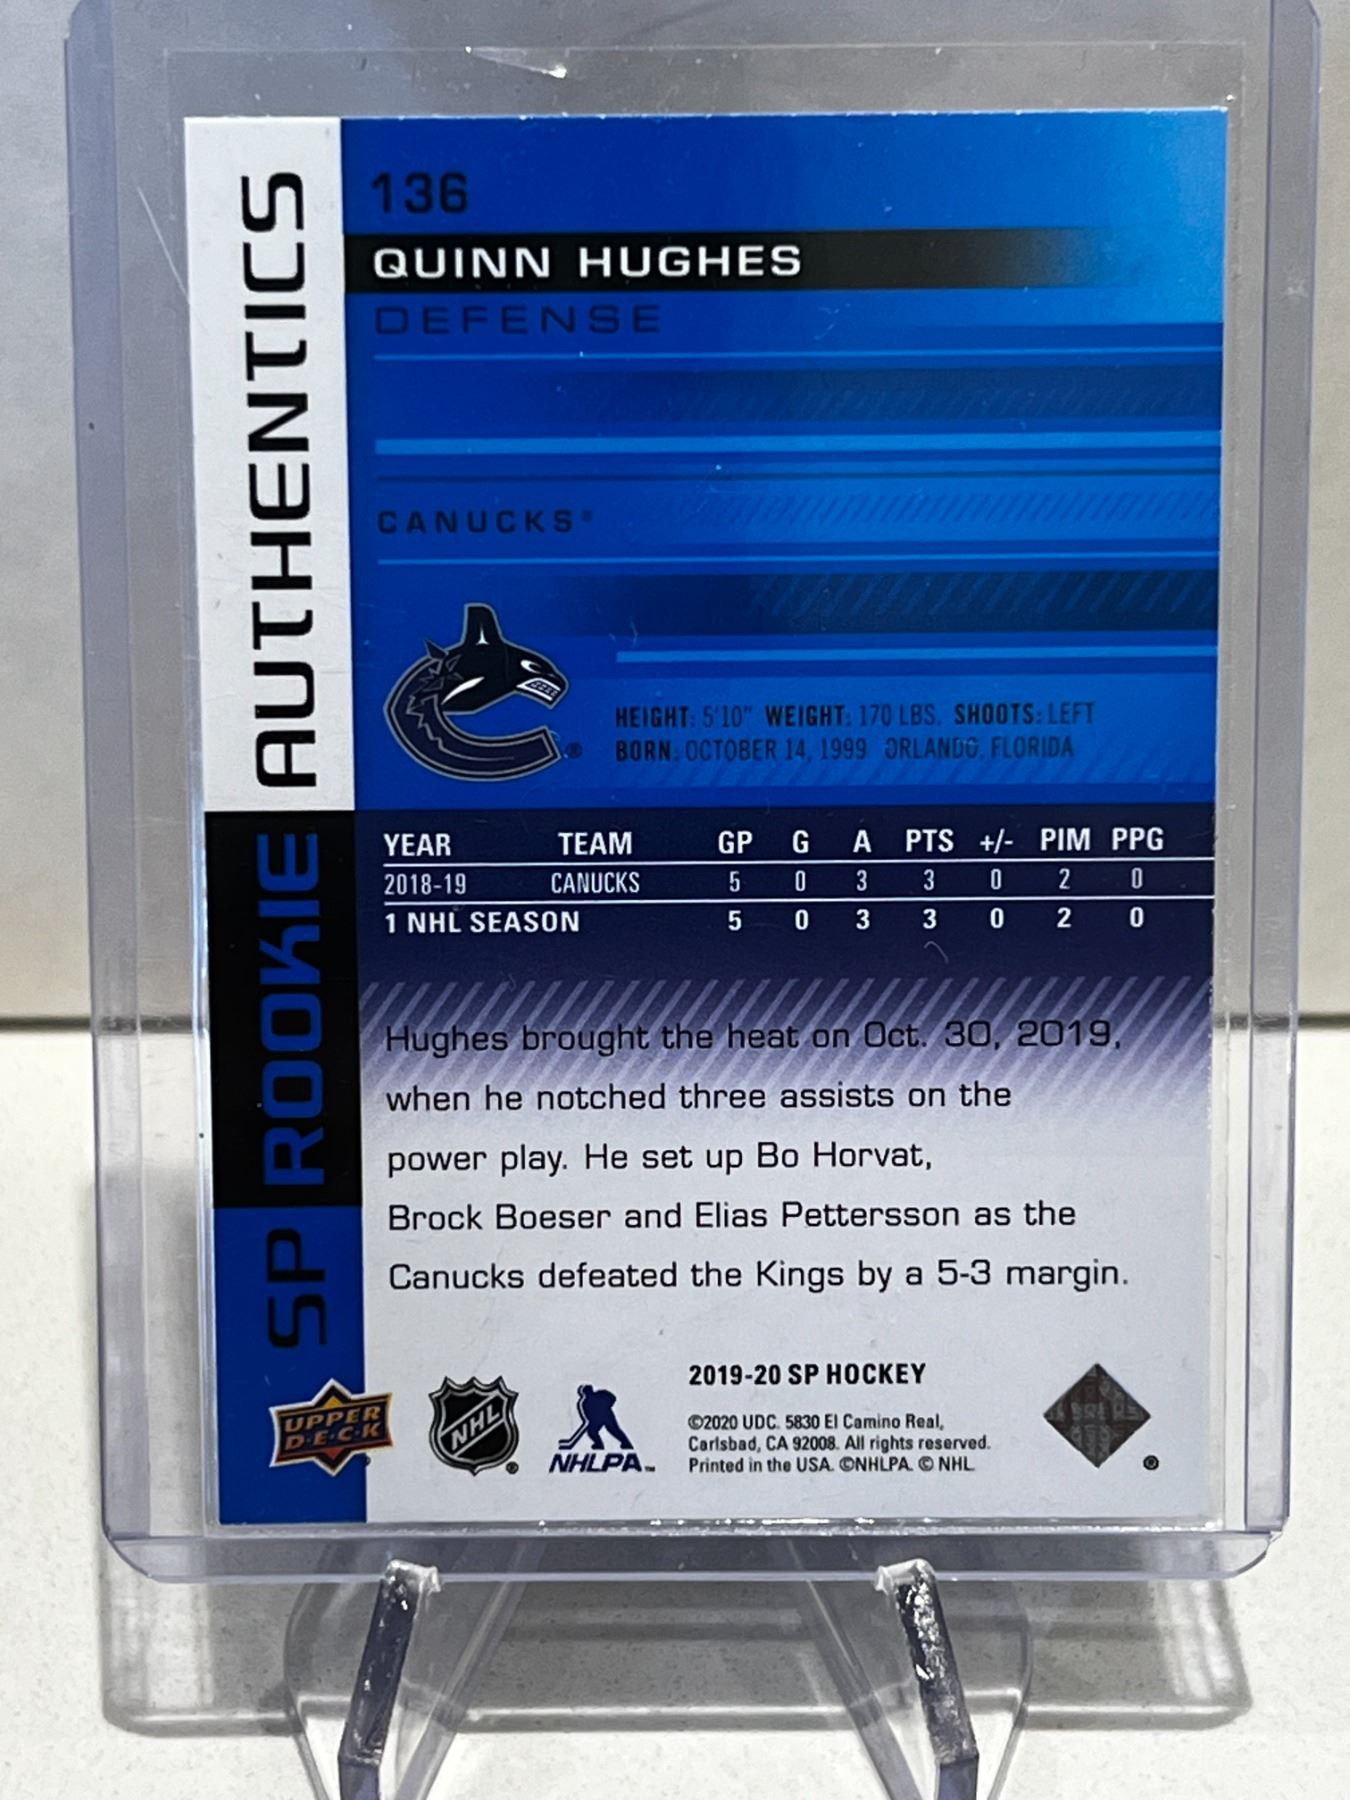 136
QUINN HUGHES
DEFENSE
CANUCKS®
HEIGHT: 5'10" WEIGHT: 170 LBS. SHOOTS: LEFT
BORN: OCTOBER 14, 1999 ORLANDO, FLORIDA
SP ROOKIE AUTHENTICS
YEAR TEAM GP G A PTS +/- PIM PPG
2018-19 CANUCKS 5 0 3 3 0 2 0
1 NHL SEASON 5 0 3 3 0 2 0
Hughes brought the heat on Oct. 30, 2019,
when he notched three assists on the
power play. He set up Bo Horvat,
Brock Boeser and Elias Pettersson as the
Canucks defeated the Kings by a 5-3 margin.
UPPER
D·E·C·K
NHL ®
NHLPA™
2019-20 SP HOCKEY
©2020 UDC. 5830 El Camino Real,
Carlsbad, CA 92008. All rights reserved.
Printed in the USA. ©NHLPA. © NHL
®